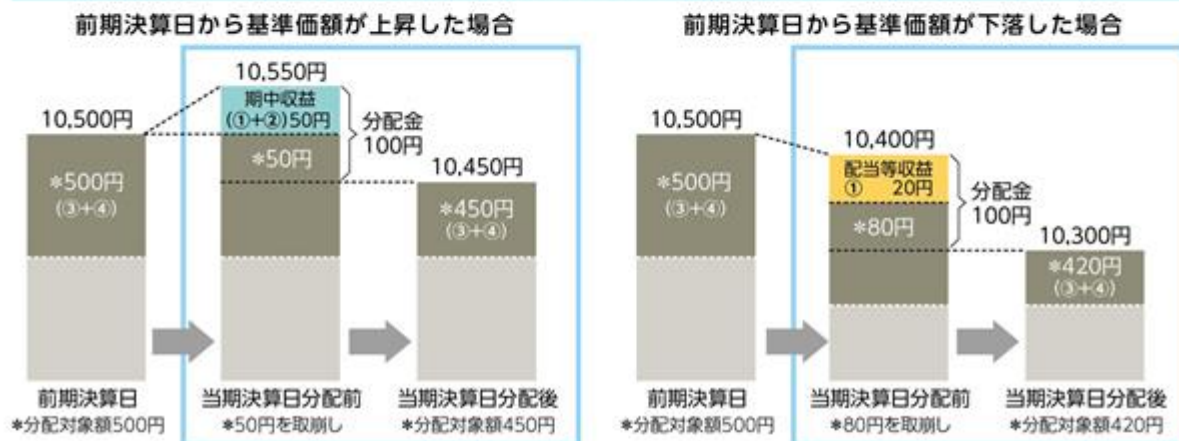 前期決算日から基準価額が上昇した場合
10,550円
期中収益
(①+②)50円
10,500円
分配金
100円
*50円
*500円
(③+④)
10,450円
*450円
(③+④)
前期決算日
*分配対象額500円
当期決算日分配前
*50円を取崩し
当期決算日分配後
*分配対象額450円
前期決算日から基準価額が下落した場合
10,500円
*500円
(③+④)
10,400円
配当等収益
① 20円
分配金
100円
*80円
10,300円
*420円
(③+④)
前期決算日
*分配対象額500円
当期決算日分配前
*80円を取崩し
当期決算日分配後
*分配対象額420円